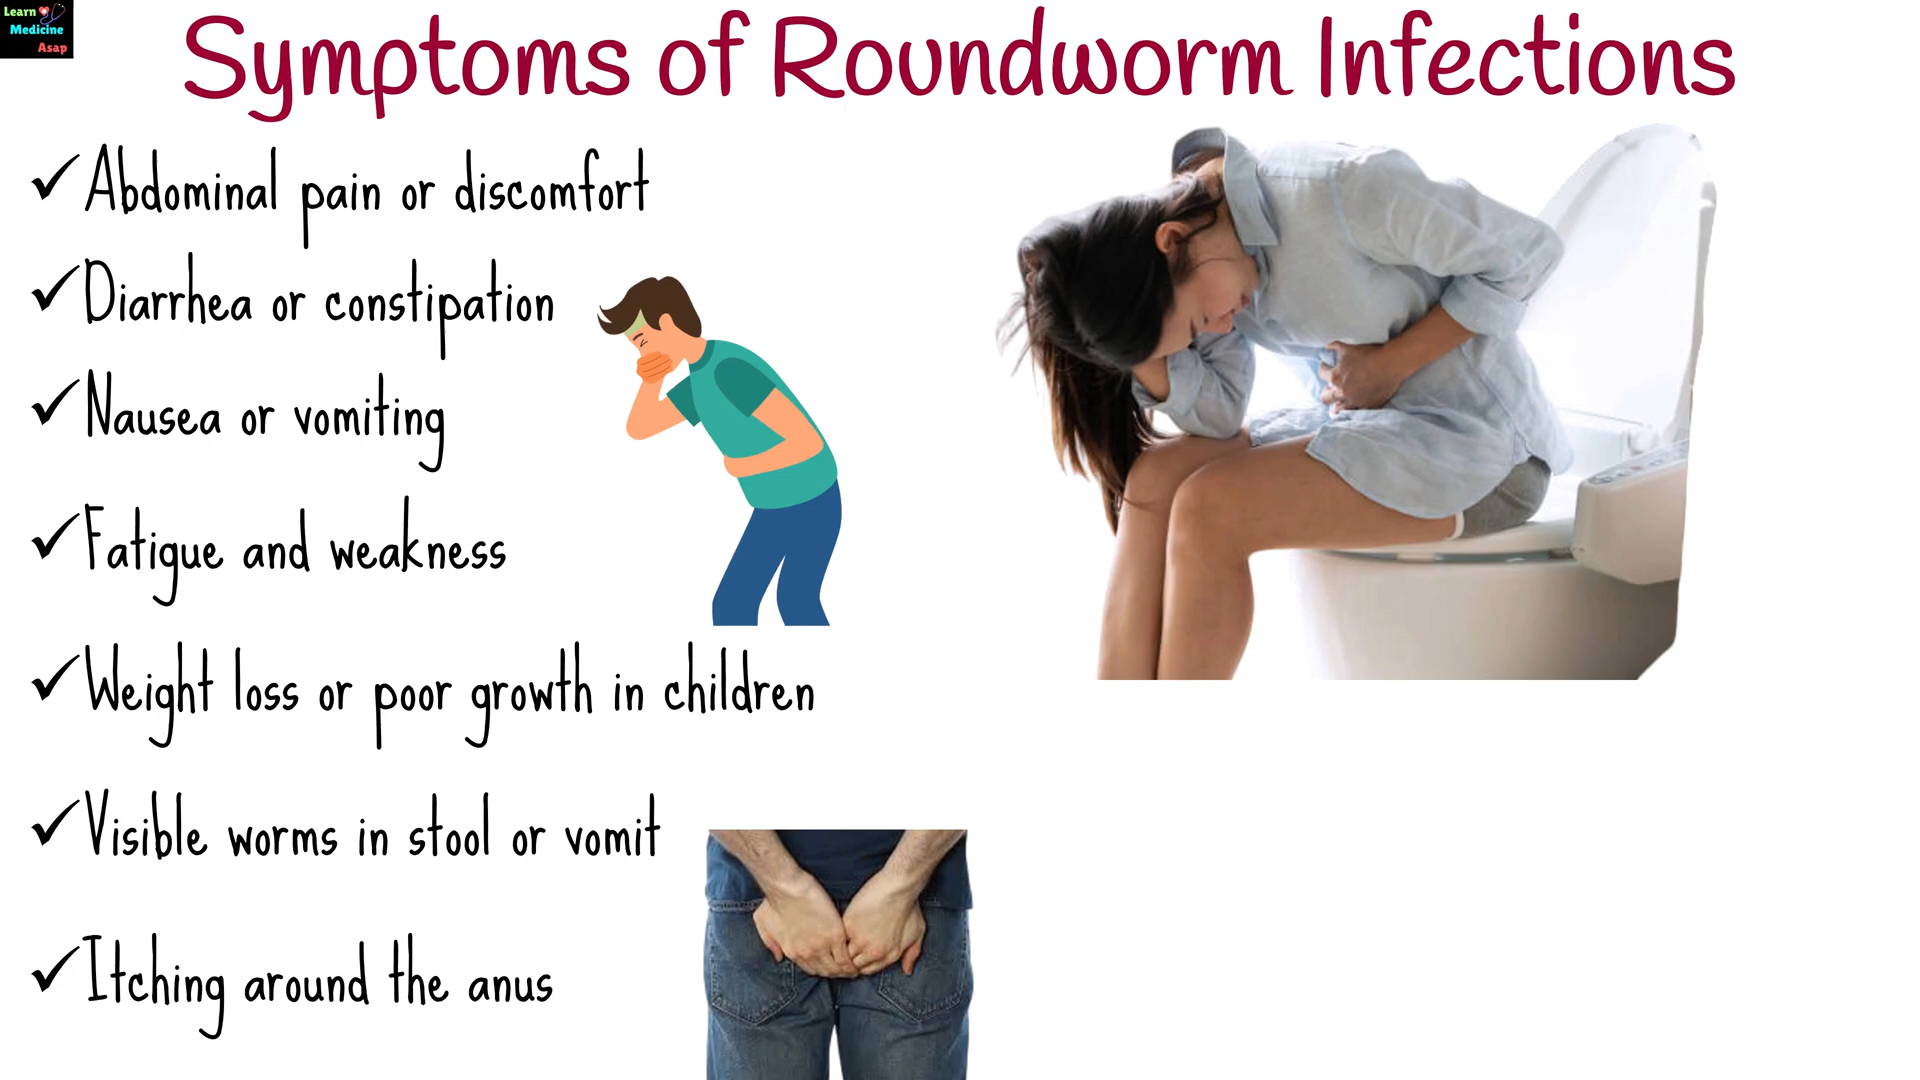 Learn
Medicine
Asap
Symptoms of Roundworm Infections
✓Abdominal pain or discomfort
✓Diarrhea or constipation
✓Nausea or vomiting
✓Fatigue and weakness
✓Weight loss or poor growth in children
✓Visible worms in stool or vomit
✓Itching around the anus